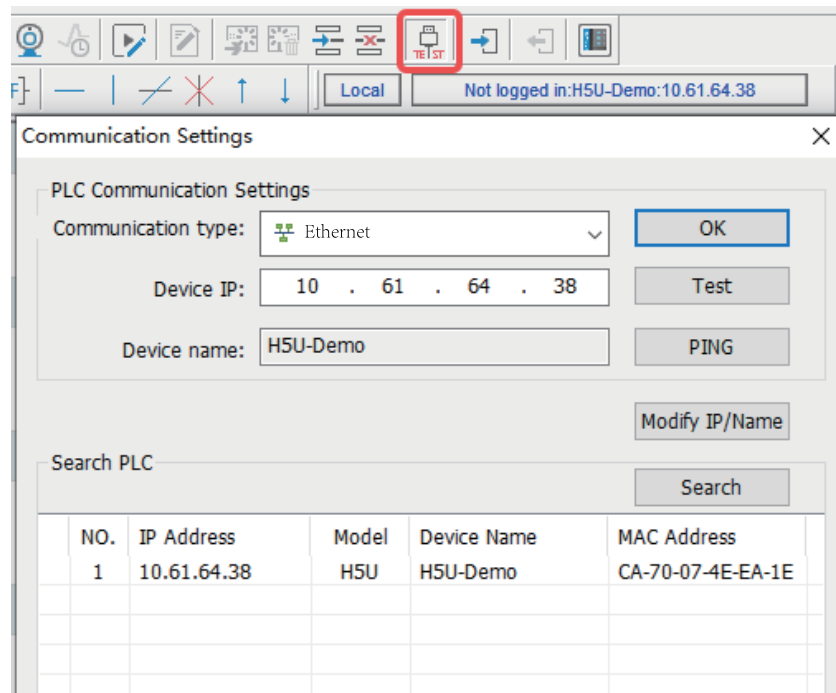 TEST
F
Local
Not logged in:H5U-Demo:10.61.64.38
Communication Settings
PLC Communication Settings
Communication type:
Ethernet
OK
Device IP:
10 . 61 . 64 . 38
Test
Device name:
H5U-Demo
PING
Modify IP/Name
Search PLC
Search
NO. IP Address Model Device Name MAC Address
1 10.61.64.38 H5U H5U-Demo CA-70-07-4E-EA-1E